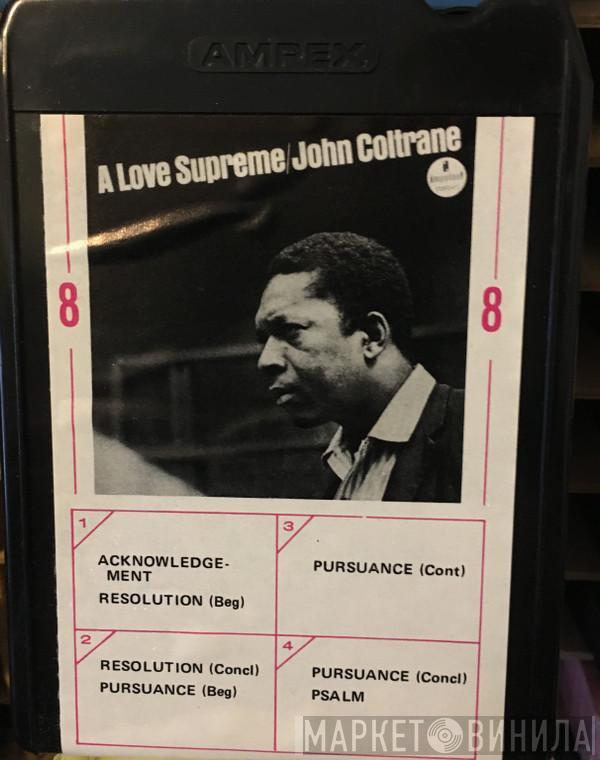 AMPEX
A Love Supreme/John Coltrane
impulse!
8
8
1
ACKNOWLEDGE-
MENT
RESOLUTION (Beg)
2
RESOLUTION (Concl)
PURSUANCE (Beg)
3
PURSUANCE (Cont)
4
PURSUANCE (Concl)
PSALM
МАРКЕТ ВИНИЛА